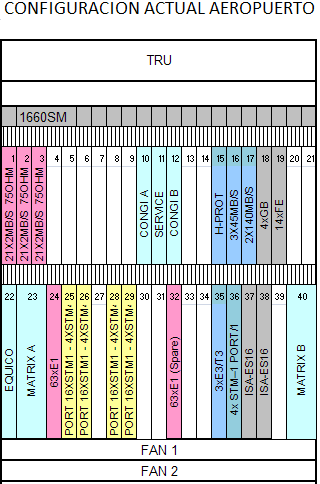 CONFIGURACION ACTUAL AEROPUERTO
TRU
1660SM
1 2 3 4 5 6 7 8 9 10 11 12 13 14 15 16 17 18 19 20 21
21X2MB/S 75OHM
21X2MB/S 75OHM
21X2MB/S 75OHM
CONGI A
SERVICE
CONGI B
H-PROT
3X45MB/S
2X140MB/S
4xGB
14xFE
22 23 24 25 26 27 28 29 30 31 32 33 34 35 36 37 38 39 40
EQUICO
MATRIX A
63xE1
PORT 16XSTM1 - 4XSTM4
PORT 16XSTM1 - 4XSTM4
PORT 16XSTM1 - 4XSTM4
PORT 16XSTM1 - 4XSTM4
63xE1 (Spare)
3xE3/T3
4x STM-1 PORT/1
ISA-ES16
ISA-ES16
MATRIX B
FAN 1
FAN 2